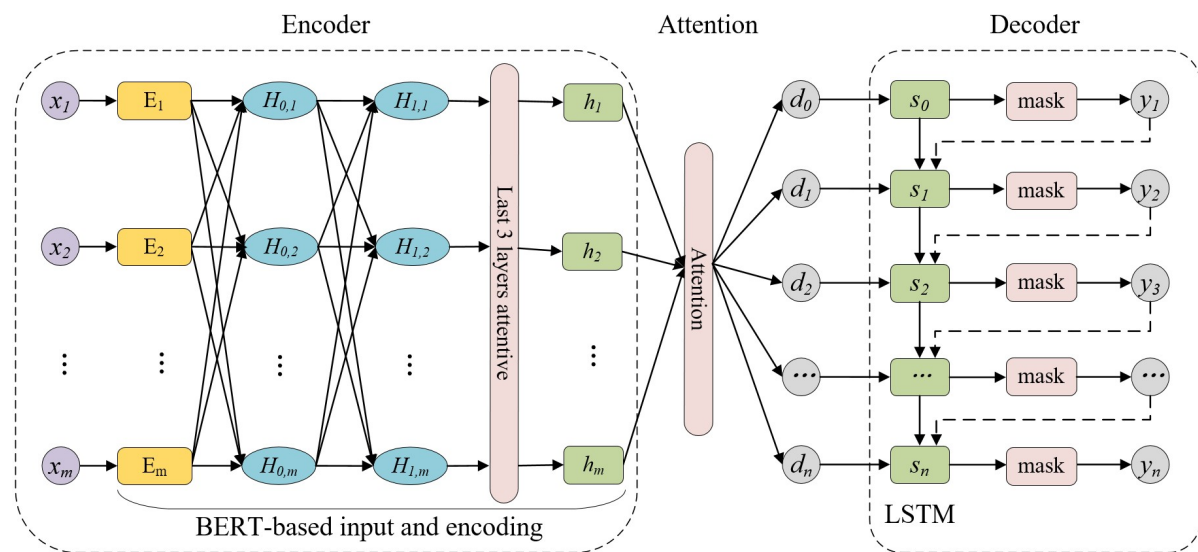 Encoder Attention Decoder
x₁ E₁ H₀,₁ H₁,₁ h₁ d₀ s₀ mask y₁
d₁ s₁ mask y₂
x₂ E₂ H₀,₂ H₁,₂ h₂ d₂ s₂ mask y₃
Last 3 layers attentive
Attention
⋮ ⋮ ⋮ ⋮ ⋮ ... ... mask ...
xₘ Eₘ H₀,ₘ H₁,ₘ hₘ dₙ sₙ mask yₙ
BERT-based input and encoding
LSTM